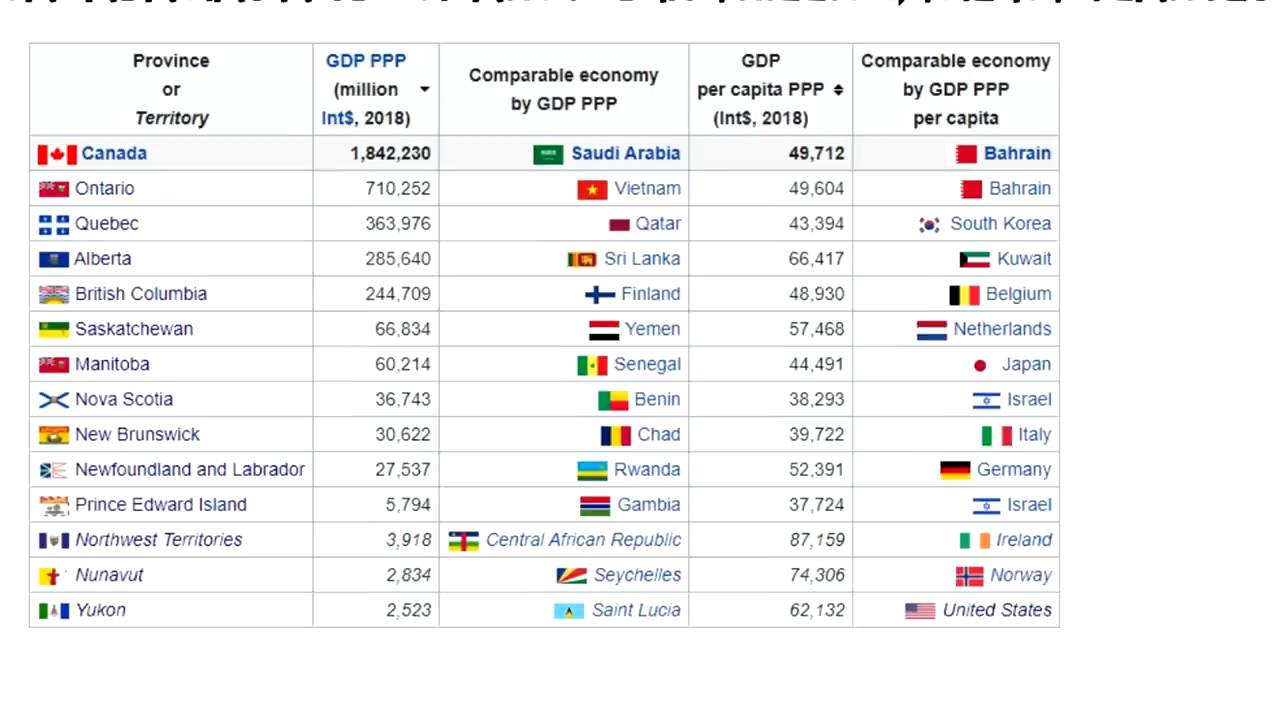 Province or Territory	GDP PPP (million Int$, 2018)	Comparable economy by GDP PPP	GDP per capita PPP (Int$, 2018)	Comparable economy by GDP PPP per capita
Canada	1,842,230	Saudi Arabia	49,712	Bahrain
Ontario	710,252	Vietnam	49,604	Bahrain
Quebec	363,976	Qatar	43,394	South Korea
Alberta	285,640	Sri Lanka	66,417	Kuwait
British Columbia	244,709	Finland	48,930	Belgium
Saskatchewan	66,834	Yemen	57,468	Netherlands
Manitoba	60,214	Senegal	44,491	Japan
Nova Scotia	36,743	Benin	38,293	Israel
New Brunswick	30,622	Chad	39,722	Italy
Newfoundland and Labrador	27,537	Rwanda	52,391	Germany
Prince Edward Island	5,794	Gambia	37,724	Israel
Northwest Territories	3,918	Central African Republic	87,159	Ireland
Nunavut	2,834	Seychelles	74,306	Norway
Yukon	2,523	Saint Lucia	62,132	United States